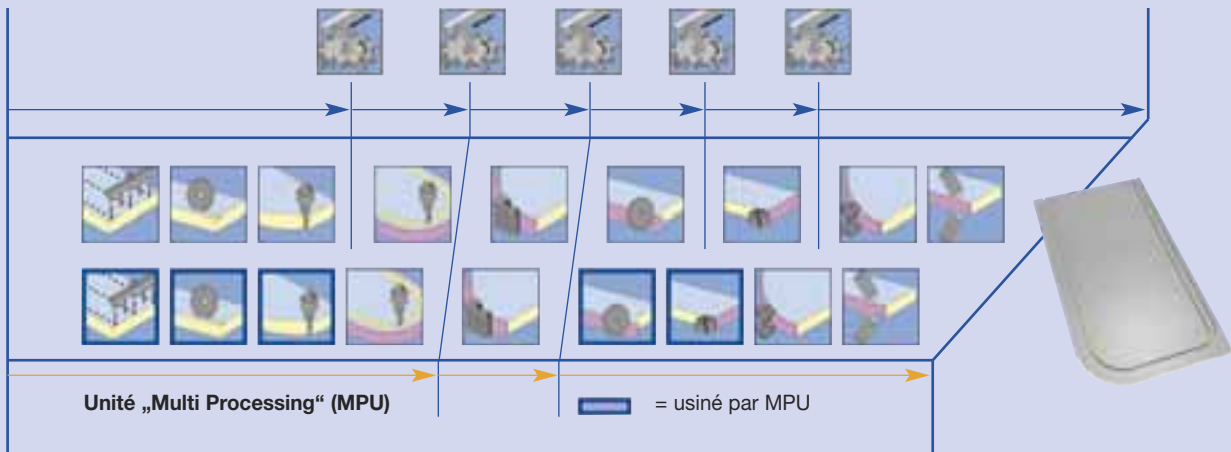 Unité „Multi Processing“ (MPU)
= usiné par MPU